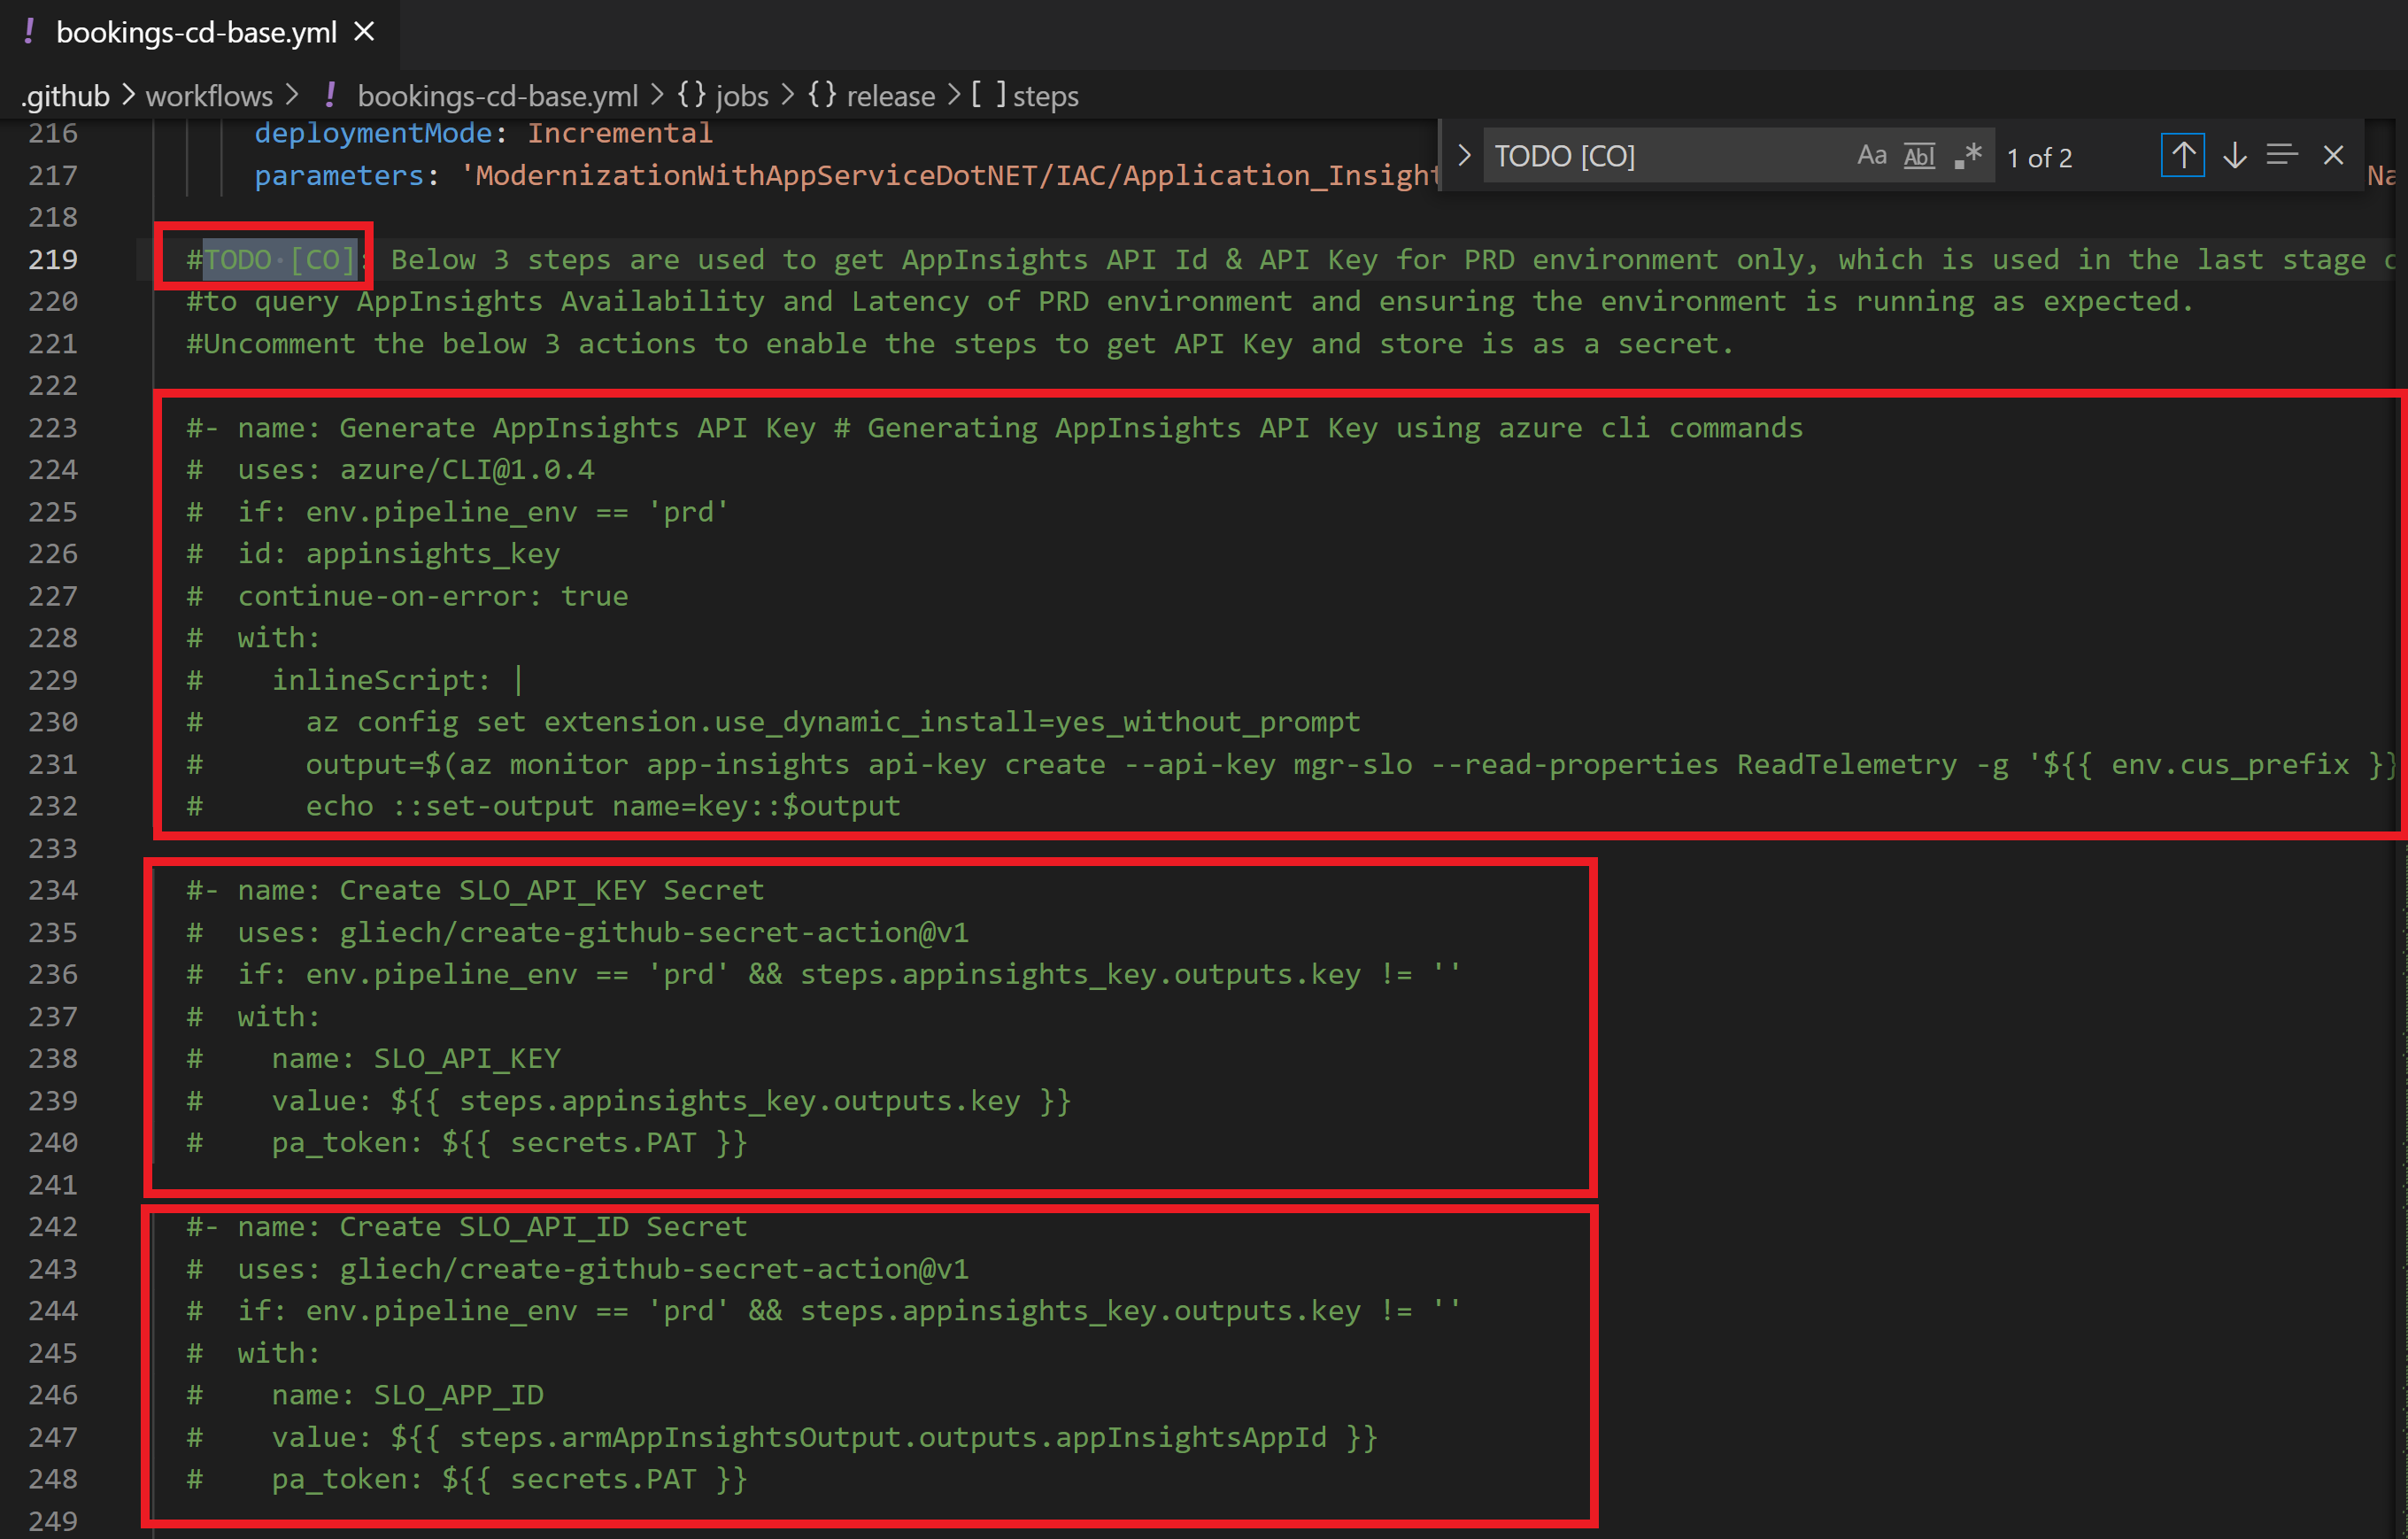 ! bookings-cd-base.yml ×
.github > workflows > ! bookings-cd-base.yml > {} jobs > {} release > [ ] steps
216 deploymentMode: Incremental
217 parameters: 'ModernizationWithAppServiceDotNET/IAC/Application_Insight
> TODO [CO] Aa Abl .* 1 of 2
218
219 #TODO [CO]: Below 3 steps are used to get AppInsights API Id & API Key for PRD environment only, which is used in the last stage
220 #to query AppInsights Availability and Latency of PRD environment and ensuring the environment is running as expected.
221 #Uncomment the below 3 actions to enable the steps to get API Key and store is as a secret.
222
223 #- name: Generate AppInsights API Key # Generating AppInsights API Key using azure cli commands
224 #  uses: azure/CLI@1.0.4
225 #  if: env.pipeline_env == 'prd'
226 #  id: appinsights_key
227 #  continue-on-error: true
228 #  with:
229 #    inlineScript: |
230 #      az config set extension.use_dynamic_install=yes_without_prompt
231 #      output=$(az monitor app-insights api-key create --api-key mgr-slo --read-properties ReadTelemetry -g '${{ env.cus_prefix }}
232 #      echo ::set-output name=key::$output
233
234 #- name: Create SLO_API_KEY Secret
235 #  uses: gliech/create-github-secret-action@v1
236 #  if: env.pipeline_env == 'prd' && steps.appinsights_key.outputs.key != ''
237 #  with:
238 #    name: SLO_API_KEY
239 #    value: ${{ steps.appinsights_key.outputs.key }}
240 #    pa_token: ${{ secrets.PAT }}
241
242 #- name: Create SLO_API_ID Secret
243 #  uses: gliech/create-github-secret-action@v1
244 #  if: env.pipeline_env == 'prd' && steps.appinsights_key.outputs.key != ''
245 #  with:
246 #    name: SLO_APP_ID
247 #    value: ${{ steps.armAppInsightsOutput.outputs.appInsightsAppId }}
248 #    pa_token: ${{ secrets.PAT }}
249